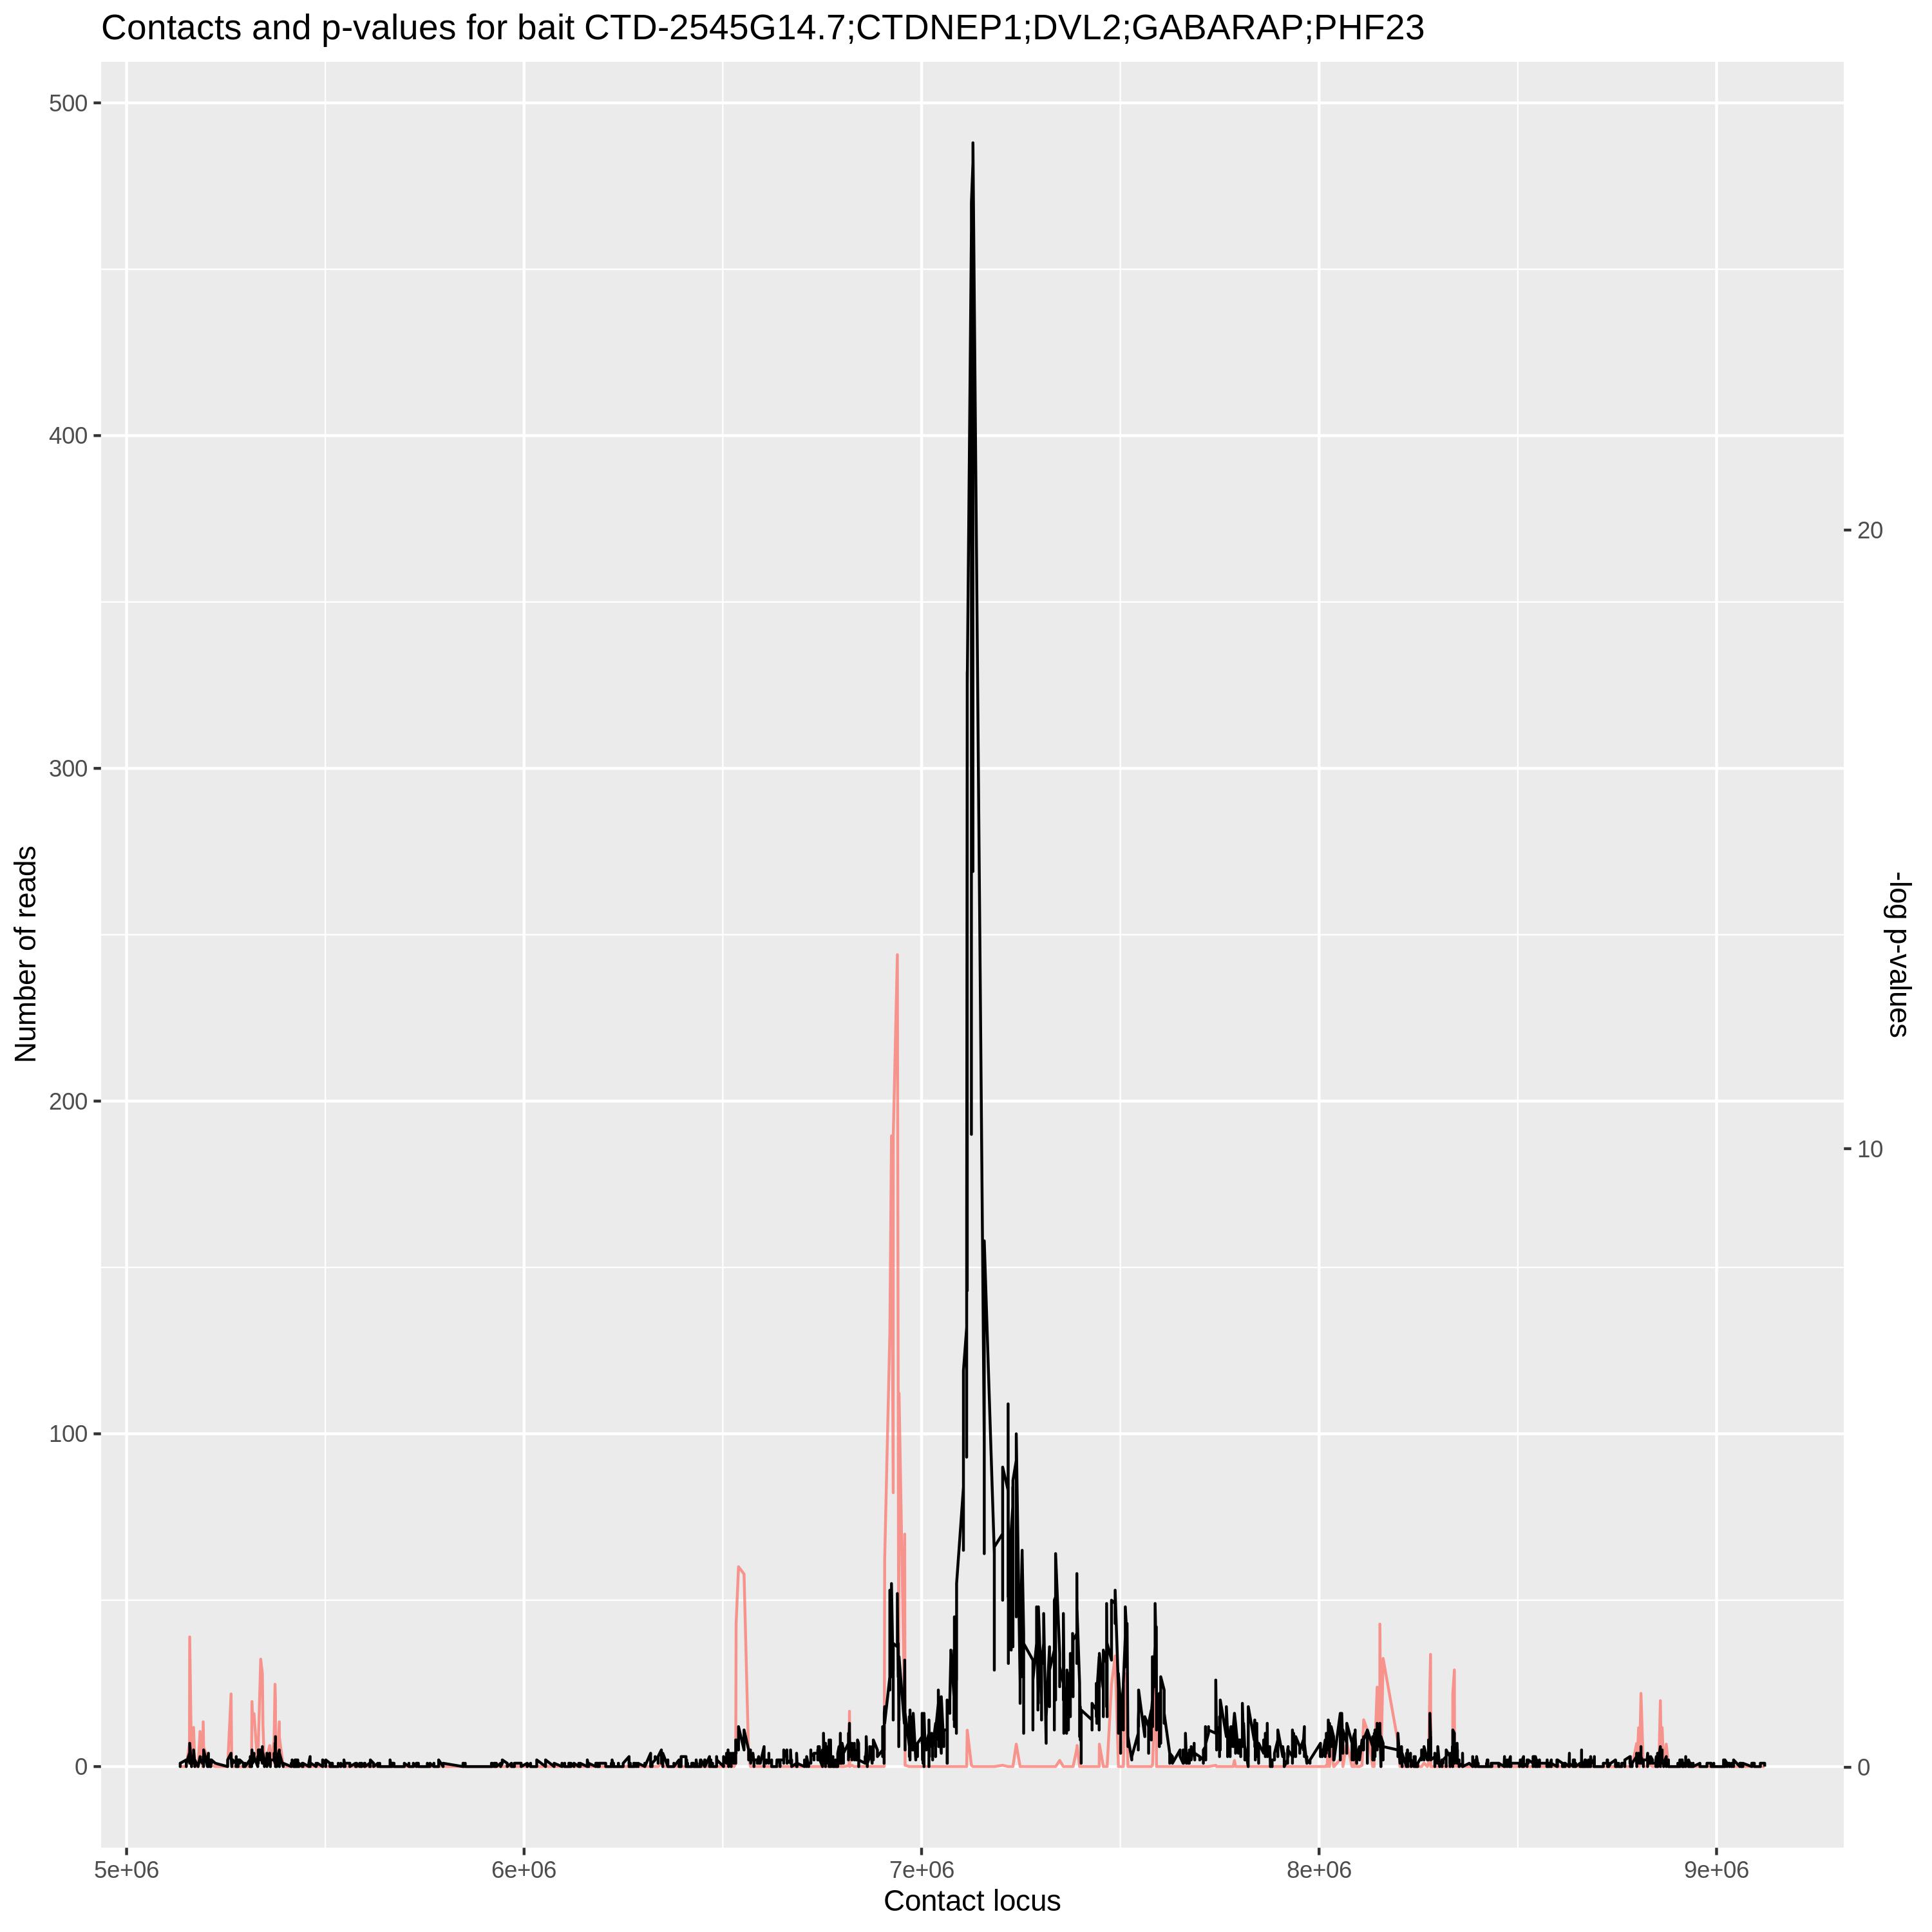 Contacts and p-values for bait CTD-2545G14.7;CTDNEP1;DVL2;GABARAP;PHF23
500
400
300
200
100
0
Number of reads
20
10
0
-log p-values
5e+06
6e+06
7e+06
8e+06
9e+06
Contact locus